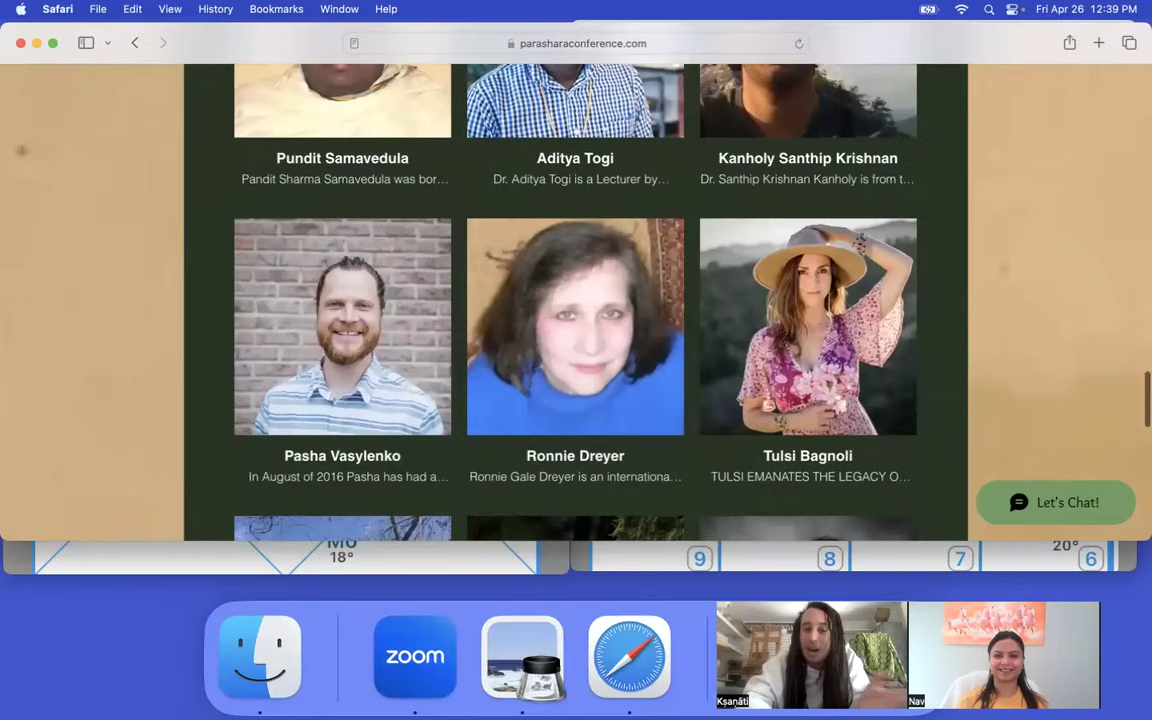 Safari File Edit View History Bookmarks Window Help Fri Apr 26 12:39 PM
parasharaconference.com
Pundit Samavedula
Pandit Sharma Samavedula was bor...
Aditya Togi
Dr. Aditya Togi is a Lecturer by...
Kanholy Santhip Krishnan
Dr. Santhip Krishnan Kanholy is from t...
Pasha Vasylenko
In August of 2016 Pasha has had a...
Ronnie Dreyer
Ronnie Gale Dreyer is an internationa...
Tulsi Bagnoli
TULSI EMANATES THE LEGACY O...
Let's Chat!
MO
18°
9
8
7
20°
6
zoom
Kṣaṇāti
Nav